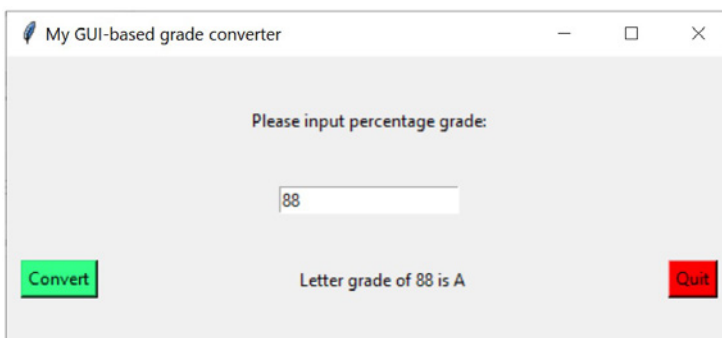 My GUI-based grade converter
Please input percentage grade:
88
Convert
Letter grade of 88 is A
Quit